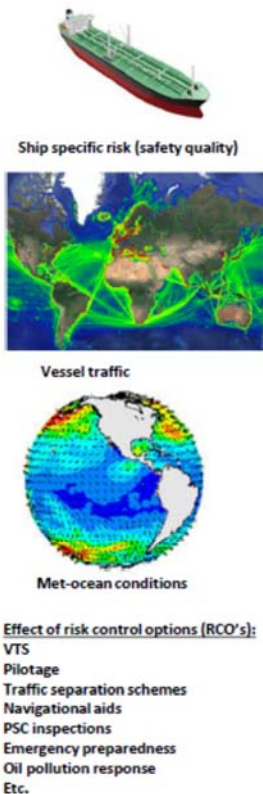 Ship specific risk (safety quality)
Vessel traffic
Met-ocean conditions
Effect of risk control options (RCO's):
VTS
Pilotage
Traffic separation schemes
Navigational aids
PSC inspections
Emergency preparedness
Oil pollution response
Etc.